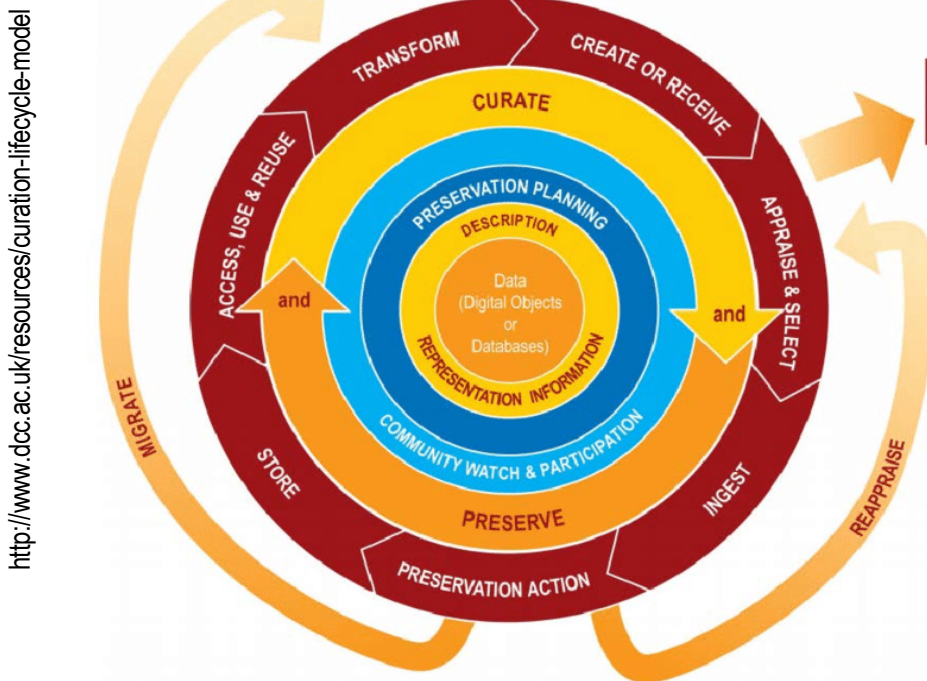 http://www.dcc.ac.uk/resources/curation-lifecycle-model
TRANSFORM
CREATE OR RECEIVE
APPRAISE & SELECT
INGEST
PRESERVATION ACTION
STORE
ACCESS, USE & REUSE
CURATE
and
PRESERVE
and
COMMUNITY WATCH & PARTICIPATION
PRESERVATION PLANNING
DESCRIPTION
REPRESENTATION INFORMATION
Data
(Digital Objects
or
Databases)
MIGRATE
REAPPRAISE